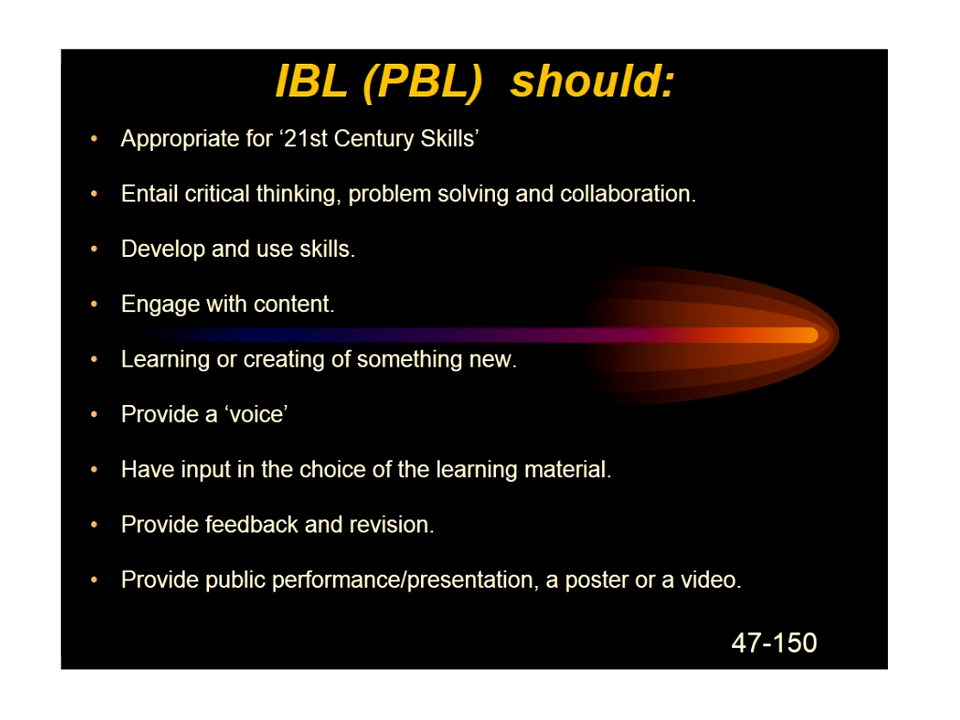 IBL (PBL) should:
• Appropriate for ‘21st Century Skills’
• Entail critical thinking, problem solving and collaboration.
• Develop and use skills.
• Engage with content.
• Learning or creating of something new.
• Provide a ‘voice’
• Have input in the choice of the learning material.
• Provide feedback and revision.
• Provide public performance/presentation, a poster or a video.
47-150